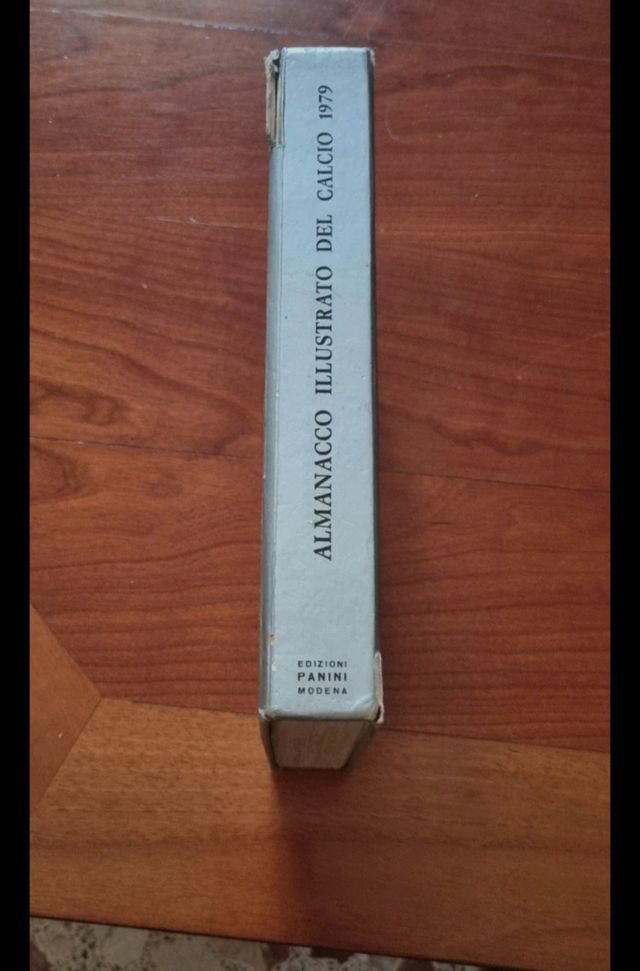 ALMANACCO ILLUSTRATO DEL CALCIO 1979
EDIZIONI
PANINI
MODENA